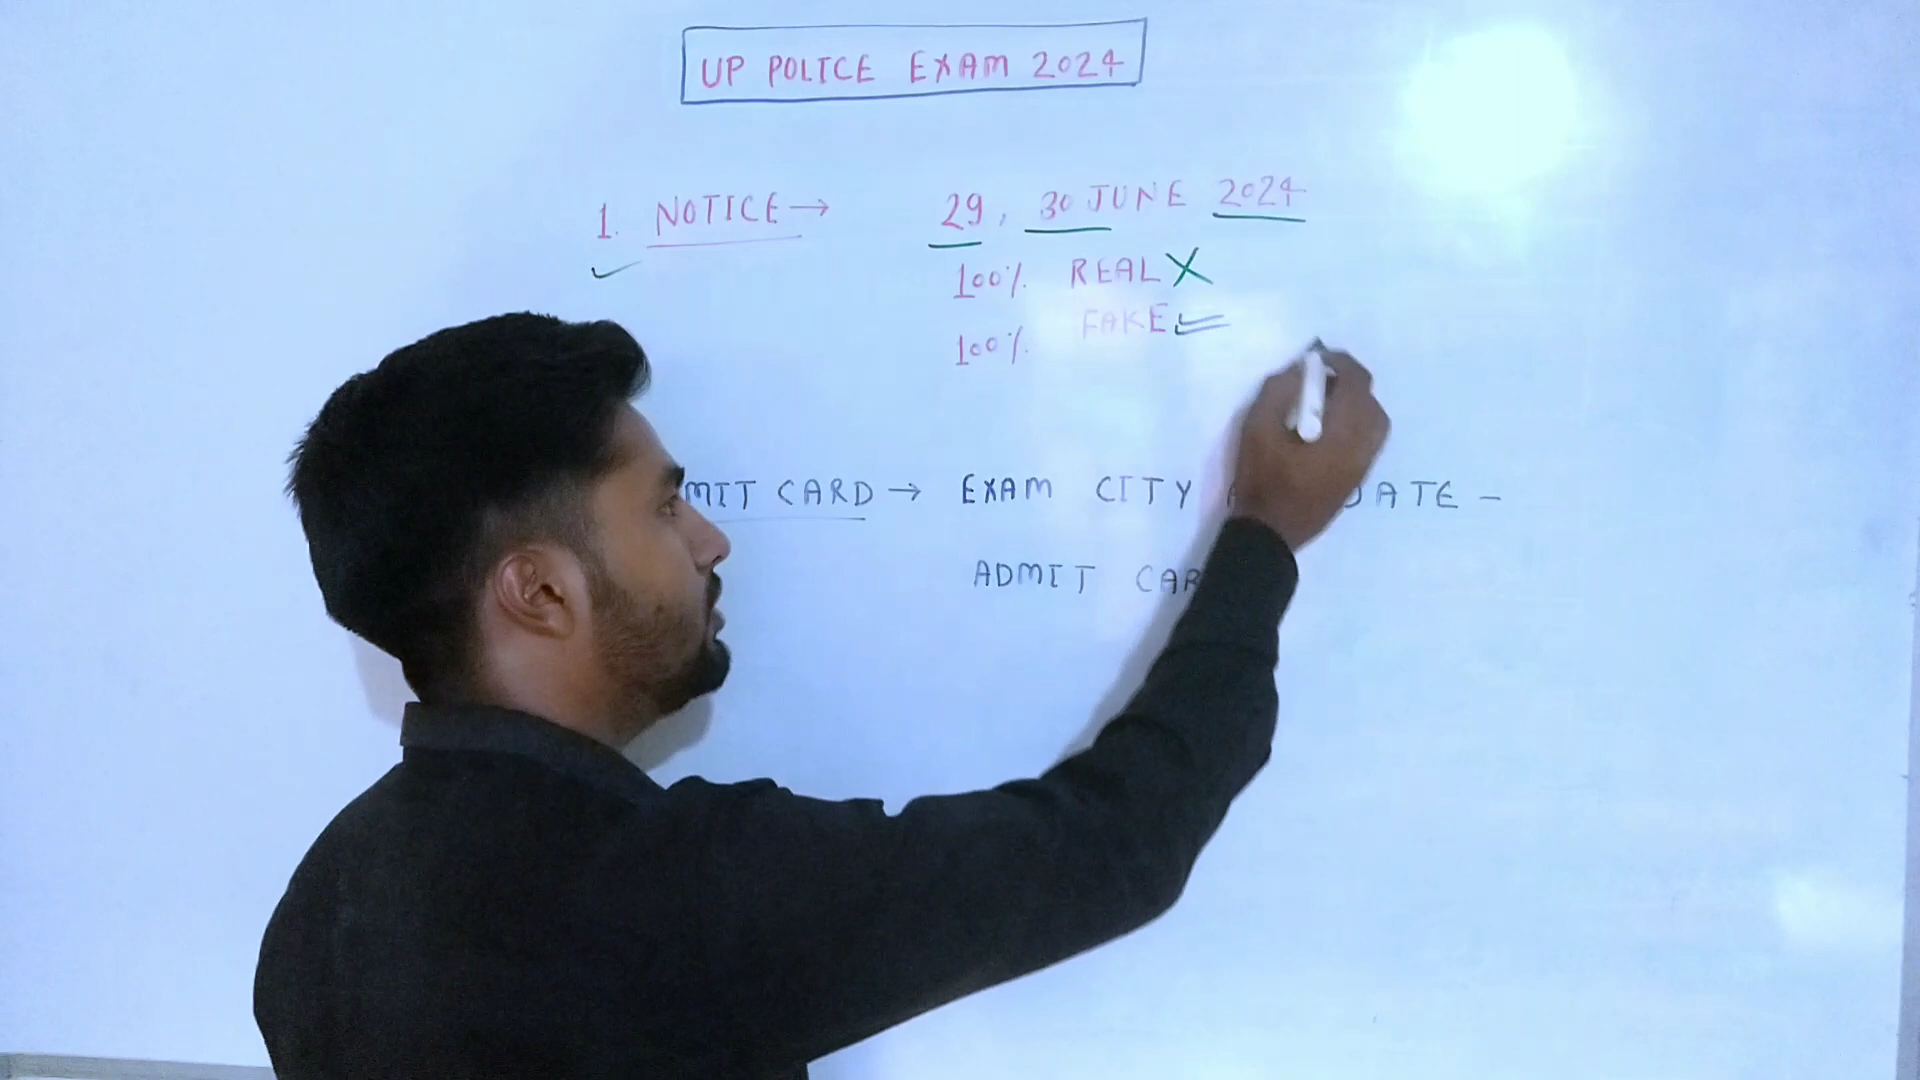 UP POLICE EXAM 2024
1. NOTICE → 29, 30 JUNE 2024
100% REAL
100% FAKE
MIT CARD → EXAM CITY DATE -
ADMIT CAR